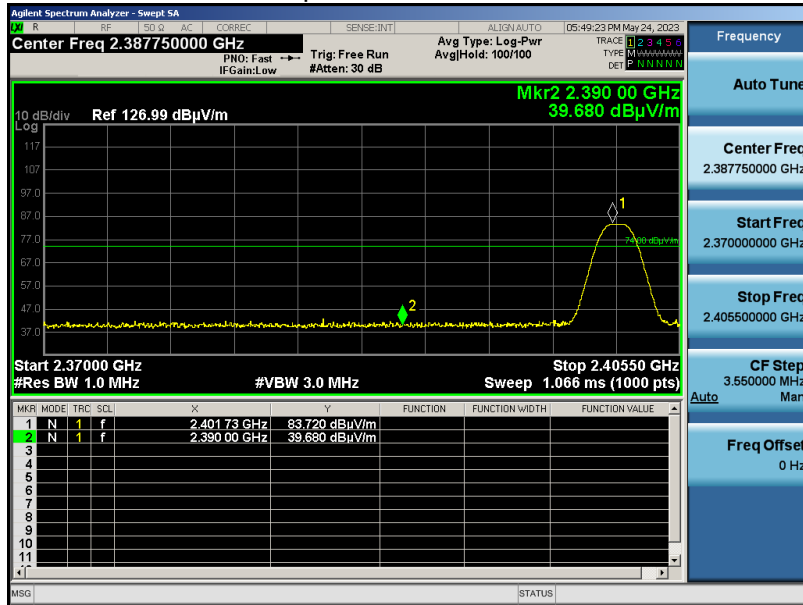 Agilent Spectrum Analyzer - Swept SA
LXI R RF 50 Ω AC CORREC SENSE:INT ALIGN AUTO 05:49:23 PM May 24, 2023
Center Freq 2.387750000 GHz
PNO: Fast
IFGain:Low
Trig: Free Run
#Atten: 30 dB
Avg Type: Log-Pwr
Avg|Hold: 100/100
TRACE 1 2 3 4 5 6
TYPE M
DET P N N N N N
Mkr2 2.390 00 GHz
39.680 dBµV/m
10 dB/div Ref 126.99 dBµV/m
Log
117
107
97.0
87.0
77.0
67.0
57.0
47.0
37.0
1
74.00 dBµV/m
2
Start 2.37000 GHz Stop 2.40550 GHz
#Res BW 1.0 MHz #VBW 3.0 MHz Sweep 1.066 ms (1000 pts)
MKR MODE TRC SCL X Y FUNCTION FUNCTION WIDTH FUNCTION VALUE
1 N 1 f 2.401 73 GHz 83.720 dBµV/m
2 N 1 f 2.390 00 GHz 39.680 dBµV/m
3
4
5
6
7
8
9
10
11
MSG STATUS
Frequency
Auto Tune
Center Freq
2.387750000 GHz
Start Freq
2.370000000 GHz
Stop Freq
2.405500000 GHz
CF Step
3.550000 MHz
Auto Man
Freq Offset
0 Hz